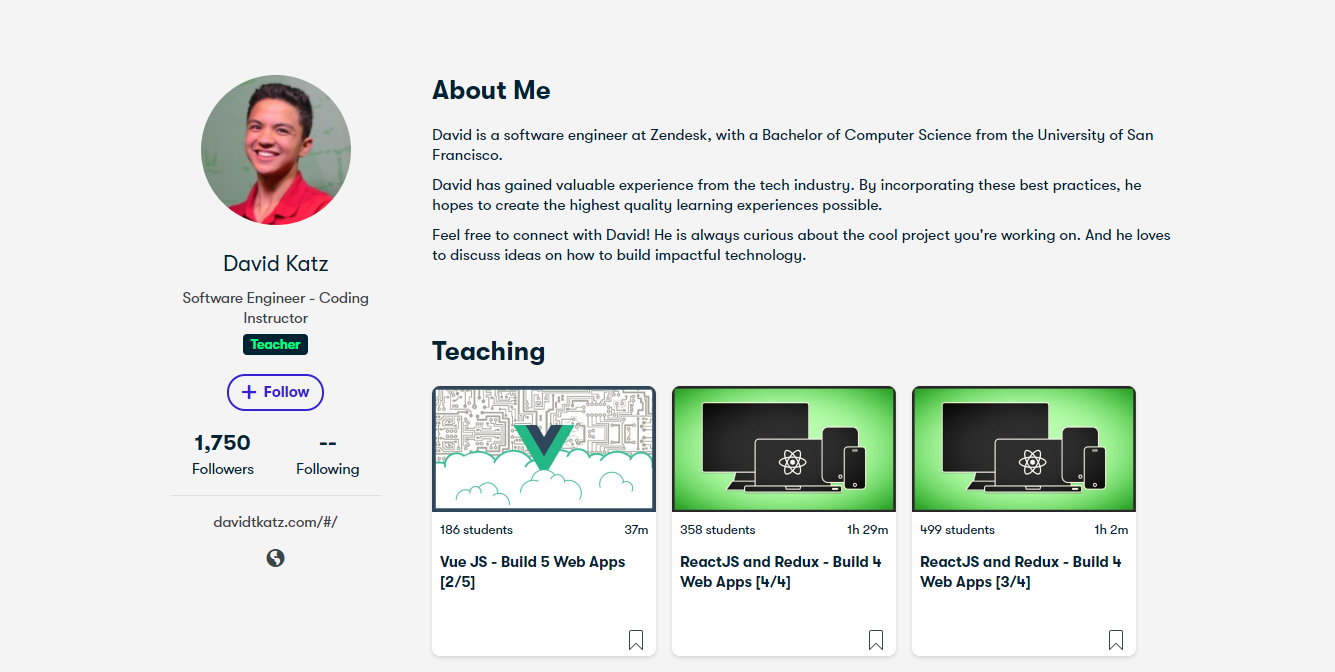 David Katz
Software Engineer - Coding
Instructor
Teacher
+ Follow
1,750
--
Followers
Following
davidtkatz.com/#/
About Me
David is a software engineer at Zendesk, with a Bachelor of Computer Science from the University of San
Francisco.
David has gained valuable experience from the tech industry. By incorporating these best practices, he
hopes to create the highest quality learning experiences possible.
Feel free to connect with David! He is always curious about the cool project you're working on. And he loves
to discuss ideas on how to build impactful technology.
Teaching
186 students
37m
Vue JS - Build 5 Web Apps
[2/5]
358 students
1h 29m
ReactJS and Redux - Build 4
Web Apps [4/4]
499 students
1h 2m
ReactJS and Redux - Build 4
Web Apps [3/4]